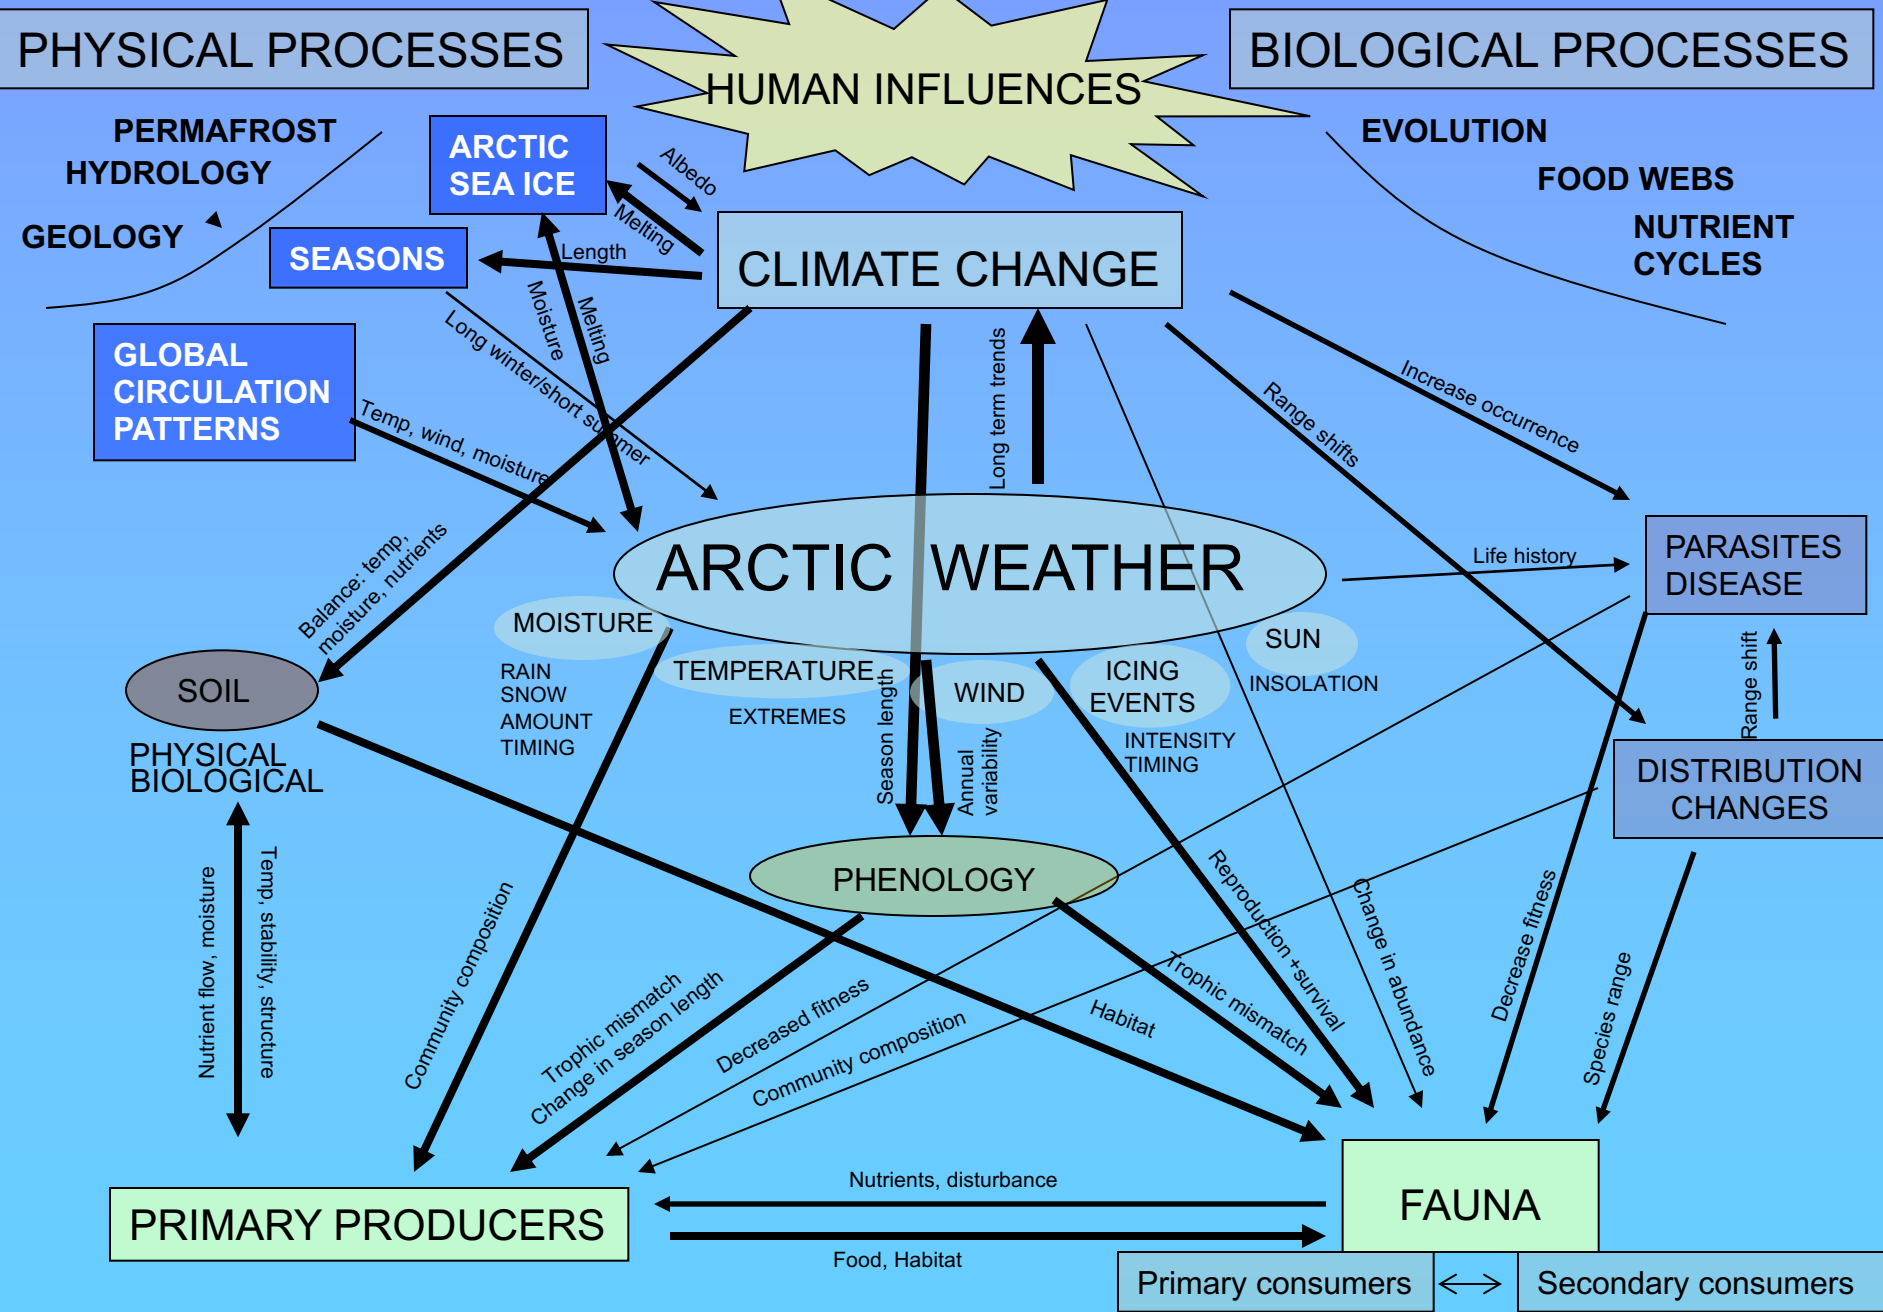 PHYSICAL PROCESSES
HUMAN INFLUENCES
BIOLOGICAL PROCESSES
PERMAFROST
HYDROLOGY
GEOLOGY
ARCTIC
SEA ICE
Albedo
Melting
EVOLUTION
FOOD WEBS
NUTRIENT
CYCLES
SEASONS
Length
CLIMATE CHANGE
Moisture
Melting
Long winter/short summer
GLOBAL
CIRCULATION
PATTERNS
Temp, wind, moisture
Long term trends
Range shifts
Increase occurrence
Balance: temp,
moisture, nutrients
ARCTIC WEATHER
Life history
PARASITES
DISEASE
MOISTURE
RAIN
SNOW
AMOUNT
TIMING
TEMPERATURE
EXTREMES
WIND
ICING
EVENTS
INTENSITY
TIMING
SUN
INSOLATION
Range shift
SOIL
PHYSICAL
BIOLOGICAL
Season length
Annual
variability
DISTRIBUTION
CHANGES
PHENOLOGY
Nutrient flow, moisture
Temp, stability, structure
Community composition
Trophic mismatch
Change in season length
Decreased fitness
Community composition
Habitat
Trophic mismatch
Reproduction +survival
Change in abundance
Decrease fitness
Species range
Nutrients, disturbance
PRIMARY PRODUCERS
Food, Habitat
FAUNA
Primary consumers
Secondary consumers